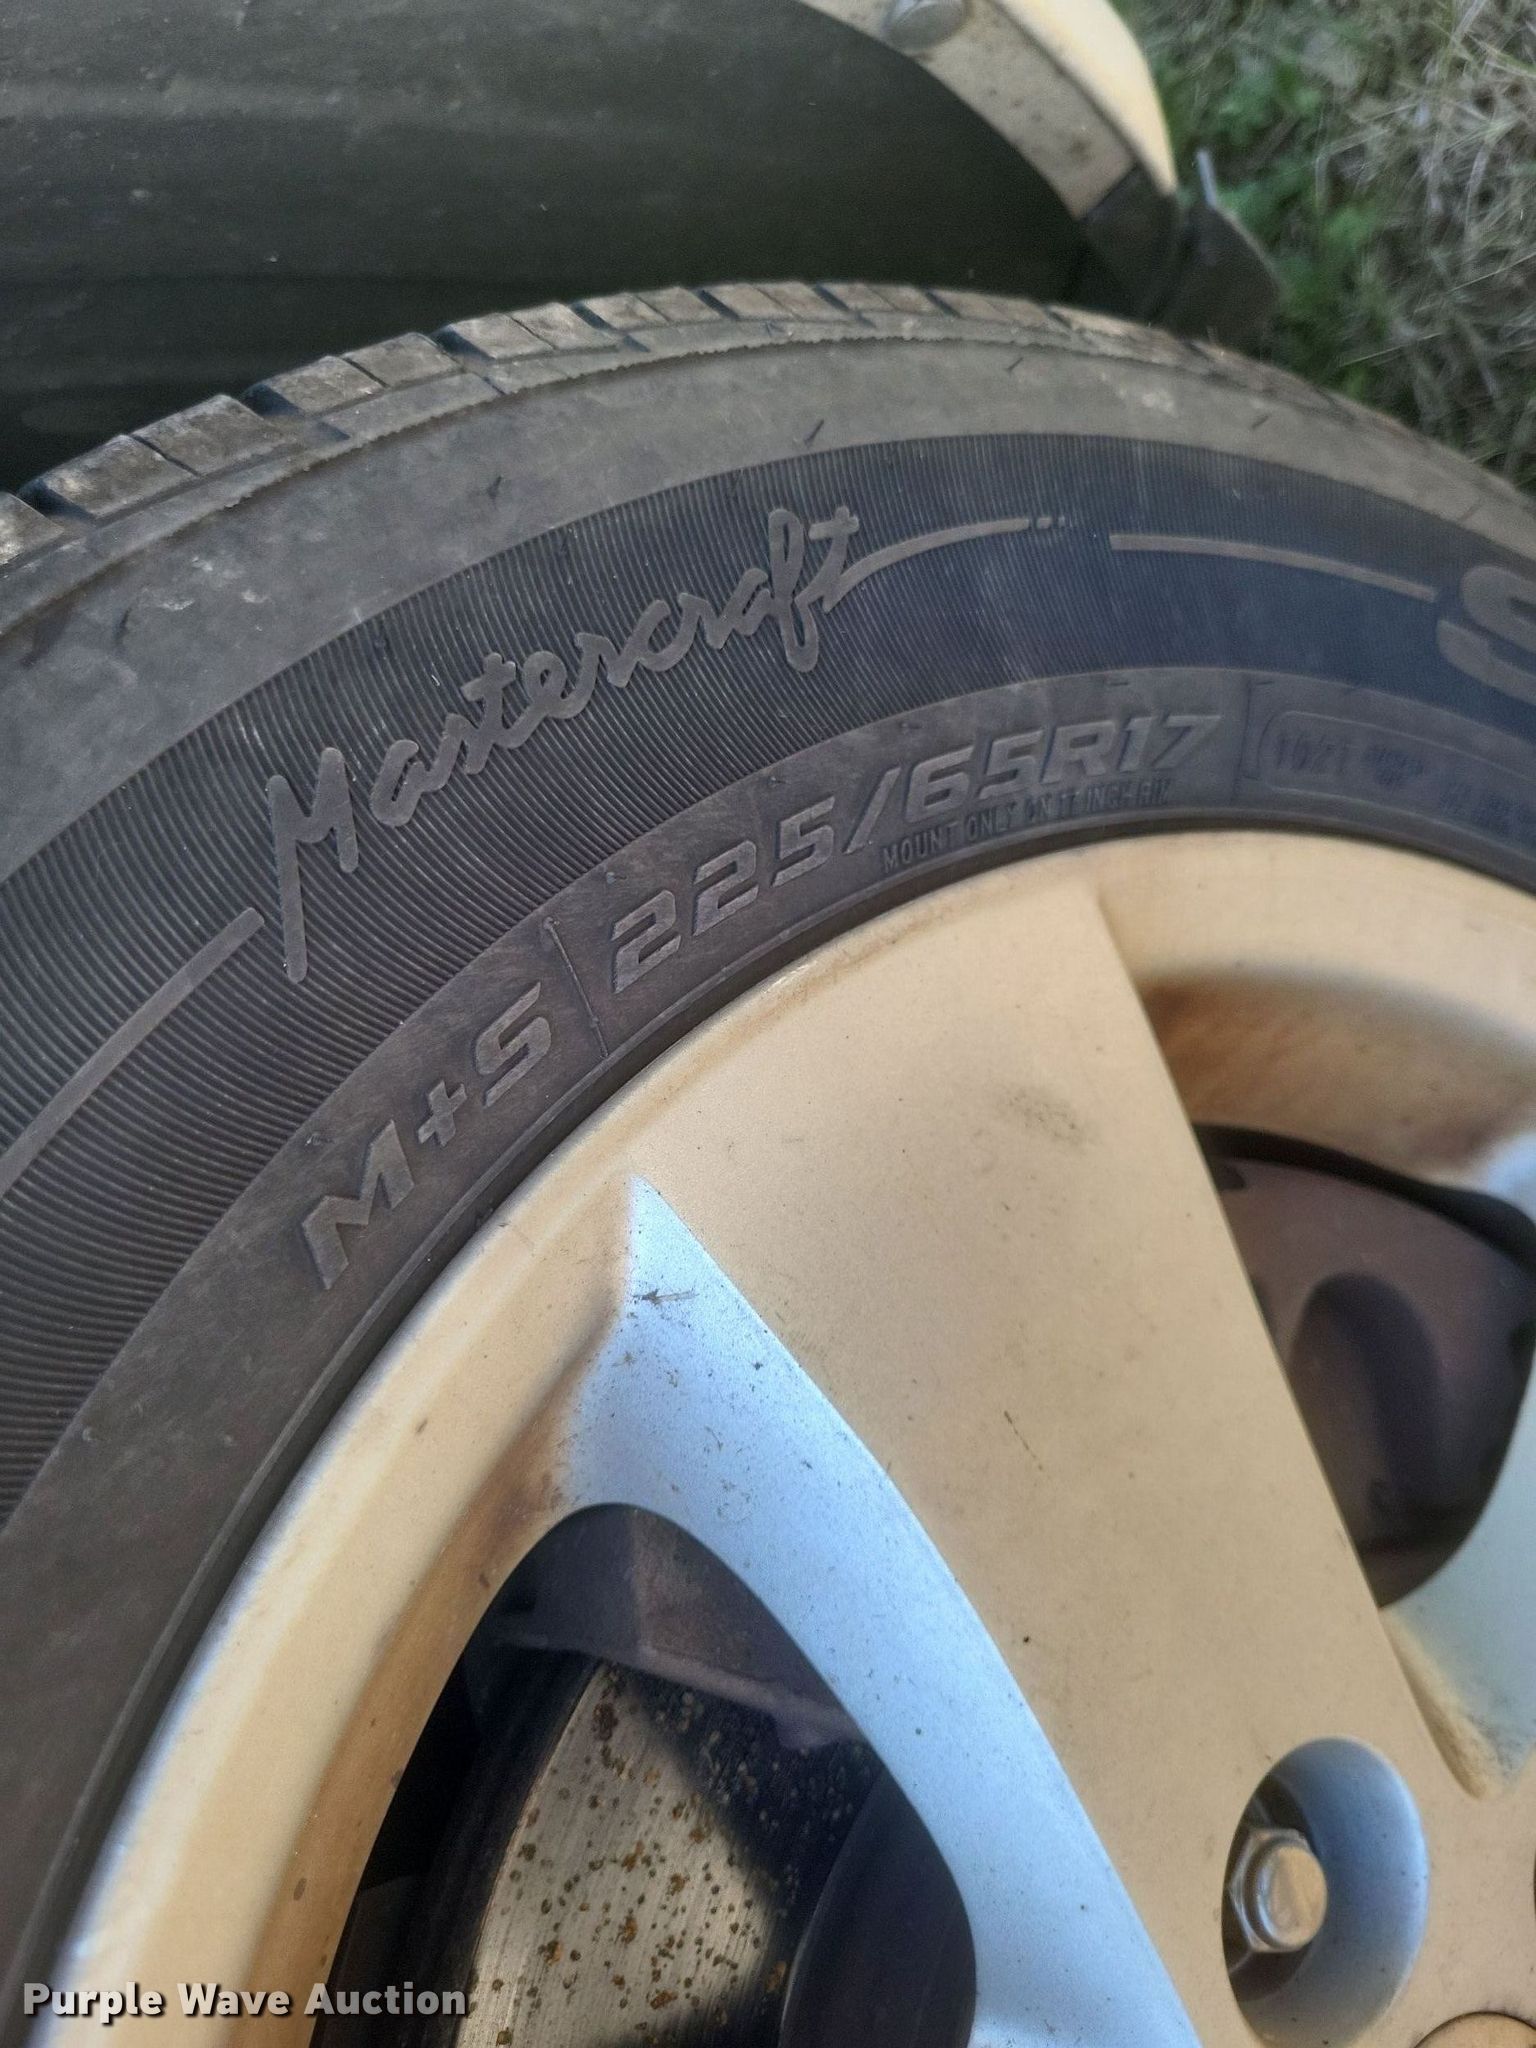 Mastercraft
S
M+S 225/65R17
MOUNT ONLY ON 17 INCH RIM
Purple Wave Auction